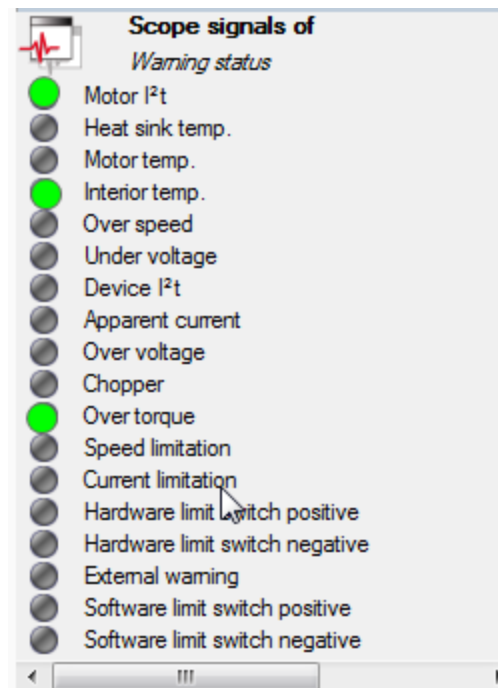 Scope signals of
Warning status
Motor I²t
Heat sink temp.
Motor temp.
Interior temp.
Over speed
Under voltage
Device I²t
Apparent current
Over voltage
Chopper
Over torque
Speed limitation
Current limitation
Hardware limit switch positive
Hardware limit switch negative
External warning
Software limit switch positive
Software limit switch negative